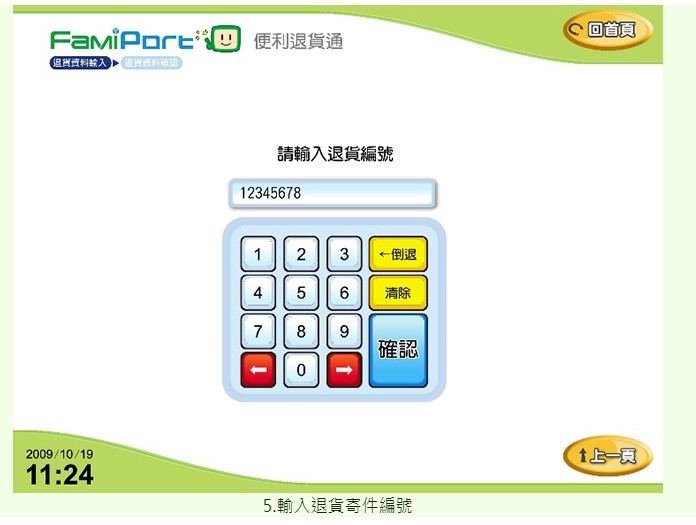 FamiPort 便利退貨通
回首頁
退貨資料輸入 退貨資料確認
請輸入退貨編號
12345678
1 2 3 ←倒退
4 5 6 清除
7 8 9 確認
← 0 →
2009/10/19
11:24
↑上一頁
5.輸入退貨寄件編號